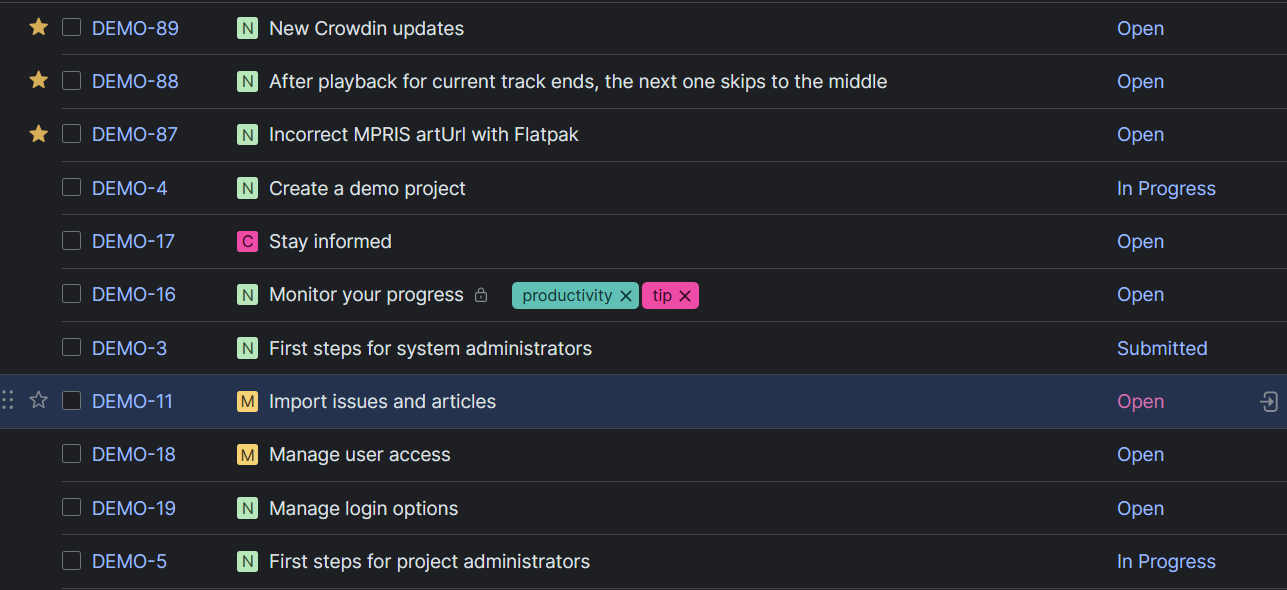 DEMO-89 N New Crowdin updates Open
DEMO-88 N After playback for current track ends, the next one skips to the middle Open
DEMO-87 N Incorrect MPRIS artUrl with Flatpak Open
DEMO-4 N Create a demo project In Progress
DEMO-17 C Stay informed Open
DEMO-16 N Monitor your progress productivity tip Open
DEMO-3 N First steps for system administrators Submitted
DEMO-11 M Import issues and articles Open
DEMO-18 M Manage user access Open
DEMO-19 N Manage login options Open
DEMO-5 N First steps for project administrators In Progress